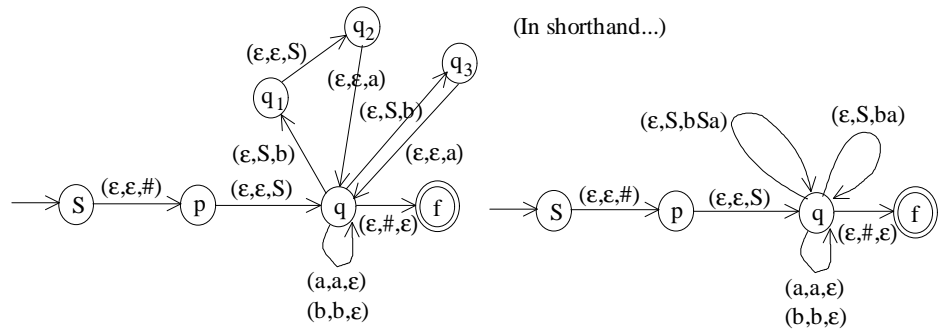 (In shorthand...)
q₂
(ε,ε,S)
q₃
(ε,ε,a)
q₁
(ε,S,b)
(ε,S,bSa)
(ε,S,ba)
(ε,S,b)
(ε,ε,a)
S
(ε,ε,#)
p
(ε,ε,S)
q
(ε,#,ε)
f
(a,a,ε)
(b,b,ε)
S
(ε,ε,#)
p
(ε,ε,S)
q
(ε,#,ε)
f
(a,a,ε)
(b,b,ε)